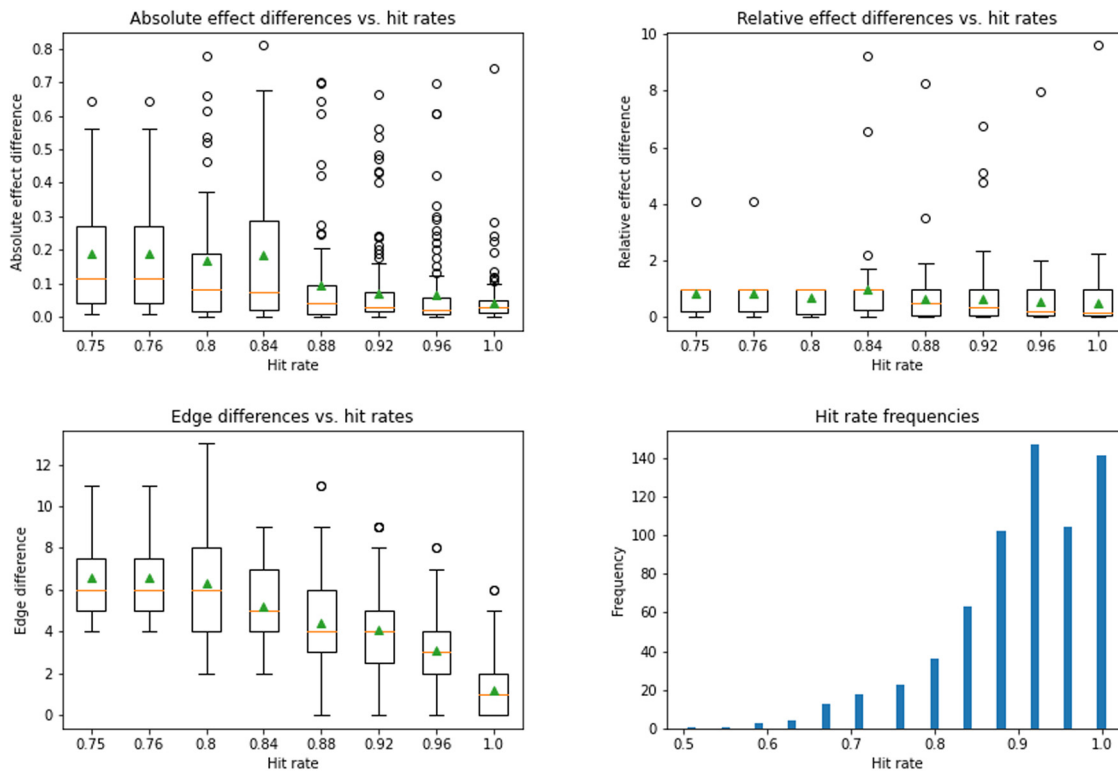 Absolute effect differences vs. hit rates
Absolute effect difference
0.8
0.7
0.6
0.5
0.4
0.3
0.2
0.1
0.0
0.75 0.76 0.8 0.84 0.88 0.92 0.96 1.0
Hit rate
Relative effect differences vs. hit rates
Relative effect difference
10
8
6
4
2
0
0.75 0.76 0.8 0.84 0.88 0.92 0.96 1.0
Hit rate
Edge differences vs. hit rates
Edge difference
12
10
8
6
4
2
0
0.75 0.76 0.8 0.84 0.88 0.92 0.96 1.0
Hit rate
Hit rate frequencies
Frequency
140
120
100
80
60
40
20
0
0.5 0.6 0.7 0.8 0.9 1.0
Hit rate